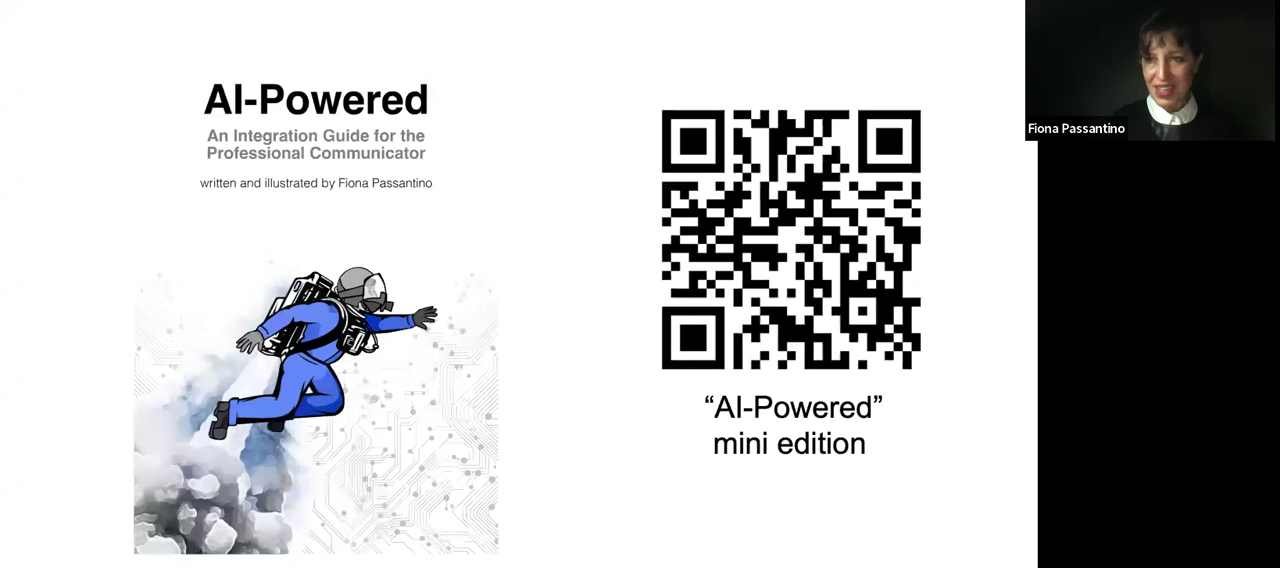 AI-Powered
An Integration Guide for the
Professional Communicator
written and illustrated by Fiona Passantino
“AI-Powered”
mini edition
Fiona Passantino